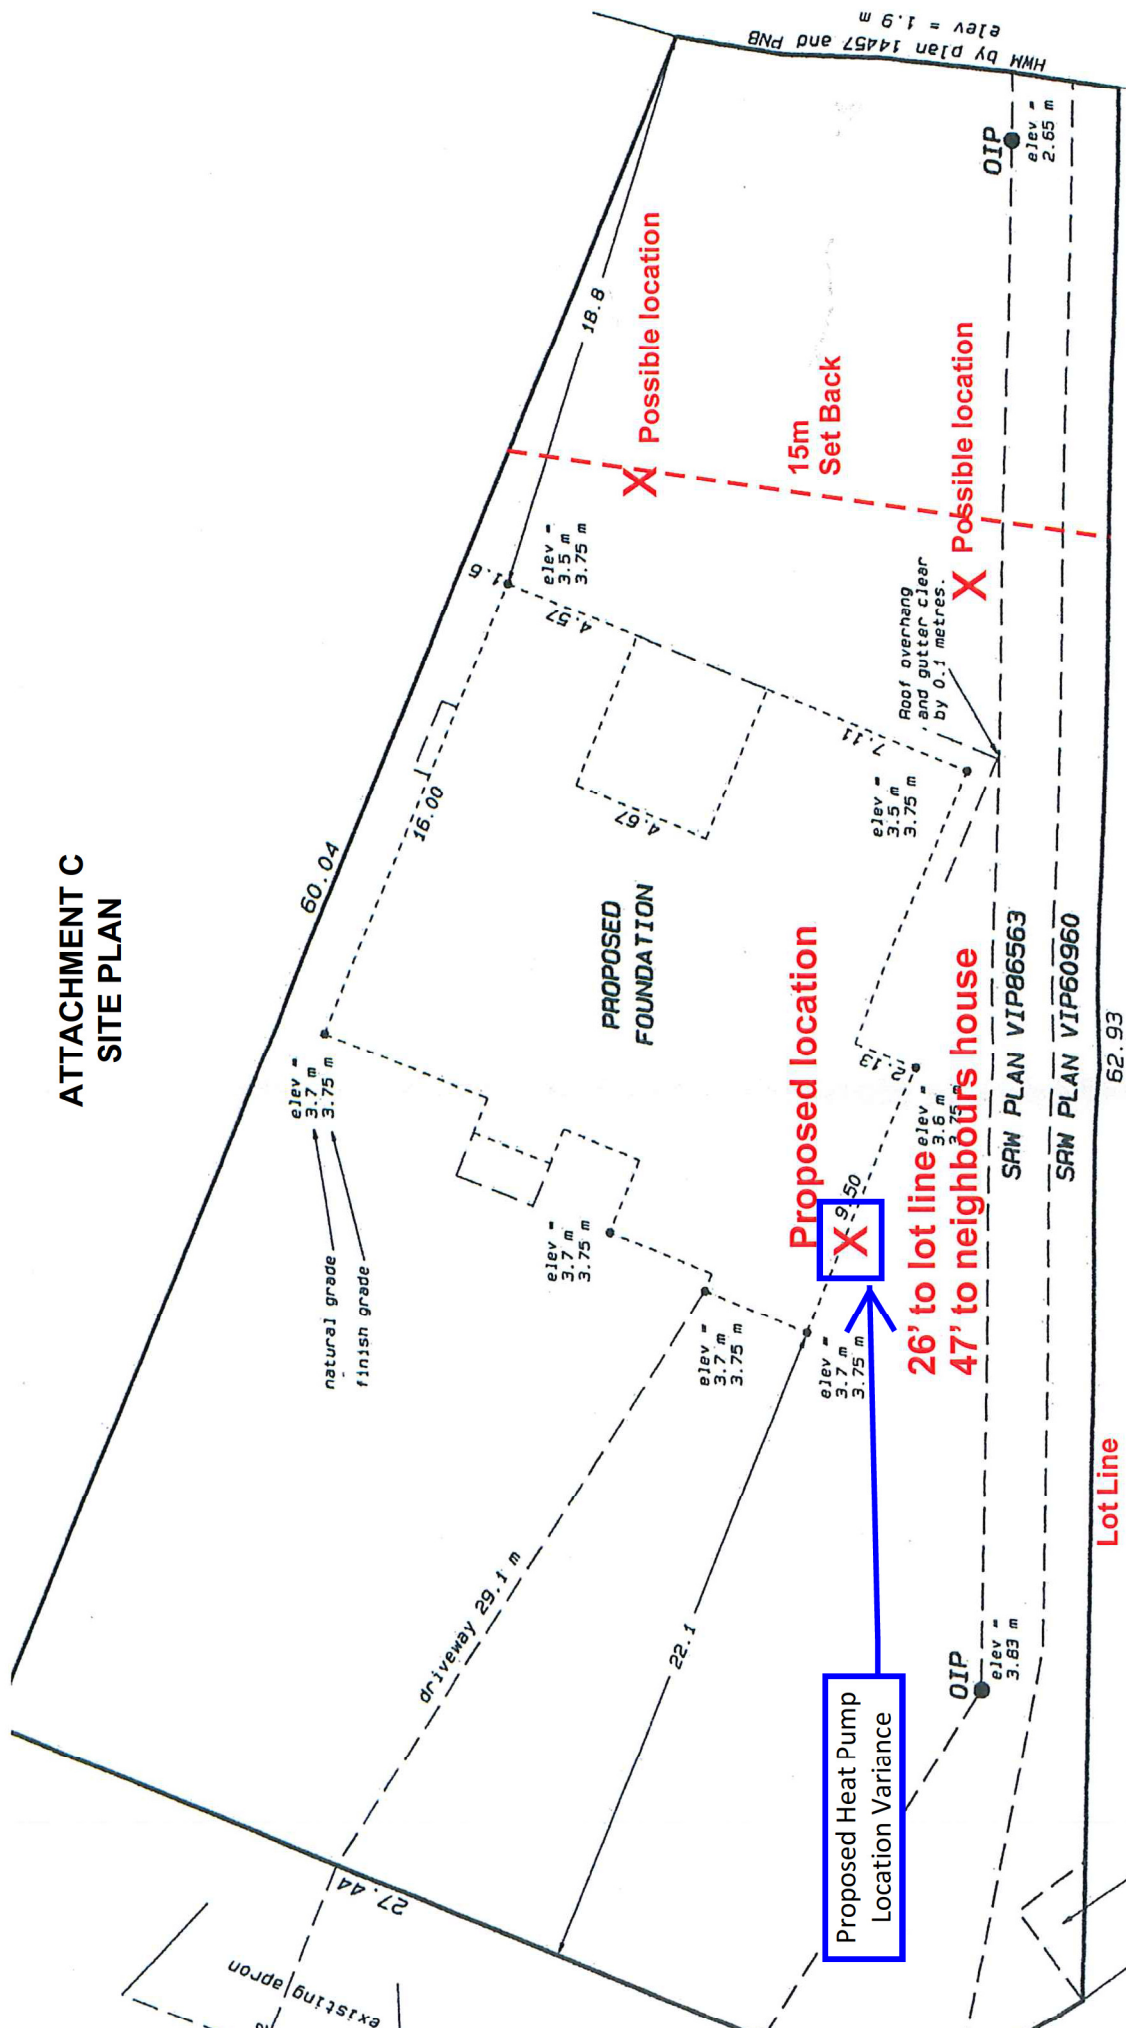 ATTACHMENT C
SITE PLAN
HWM by plan 14457 and PNB
elev = 1.9 m
OIP
elev =
2.65 m
18.8
Possible location
X
15m
Set Back
Possible location
X
1.6
elev =
3.5 m
3.75 m
4.57
Roof overhang
and gutter clear
by 0.1 metres.
7.11
elev =
3.5 m
3.75 m
16.00
4.67
60.04
PROPOSED
FOUNDATION
SRW PLAN VIP86563
SRW PLAN VIP60960
62.93
elev =
3.7 m
3.75 m
natural grade
finish grade
2.13
elev =
3.6 m
3.75 m
Proposed location
X
9.50
26' to lot line
47' to neighbours house
elev =
3.7 m
3.75 m
elev =
3.7 m
3.75 m
elev =
3.7 m
3.75 m
Lot Line
driveway 29.1 m
22.1
OIP
elev =
3.83 m
Proposed Heat Pump
Location Variance
27.44
existing apron